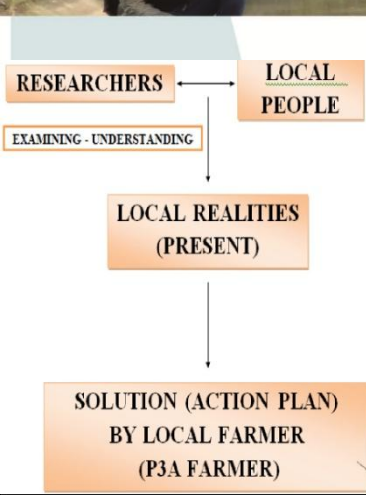 RESEARCHERS
LOCAL
PEOPLE
EXAMINING - UNDERSTANDING
LOCAL REALITIES
(PRESENT)
SOLUTION (ACTION PLAN)
BY LOCAL FARMER
(P3A FARMER)